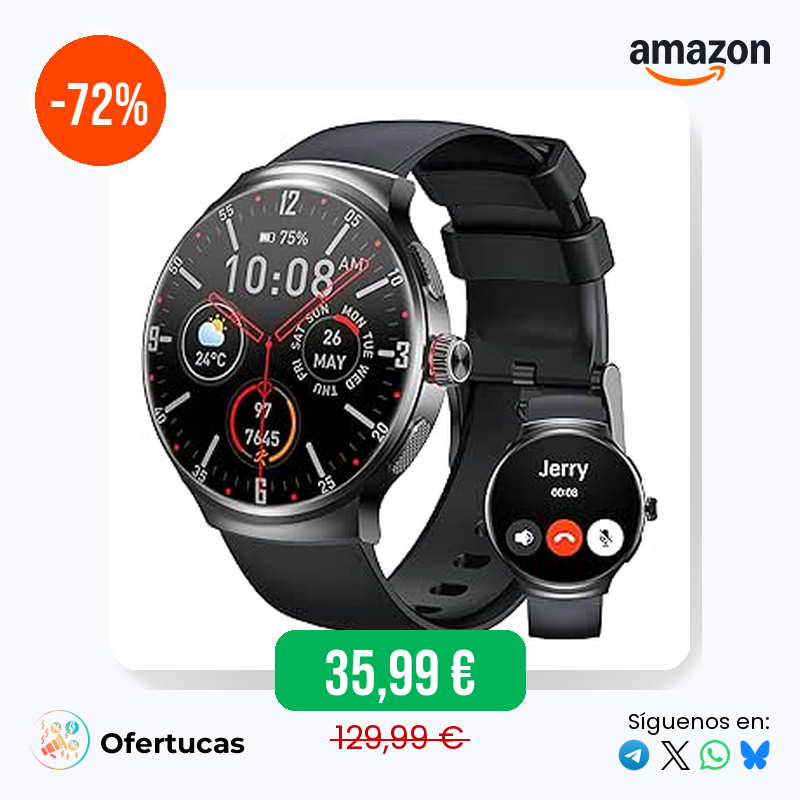 -72%
amazon
12
05
10
3
20
25
6
35
40
9
50
55
75%
10:08 AM
24°C
SUN MON TUE WED THU FRI SAT
26
MAY
97
7645
Jerry
00:08
35,99 €
129,99 €
Ofertucas
Síguenos en: